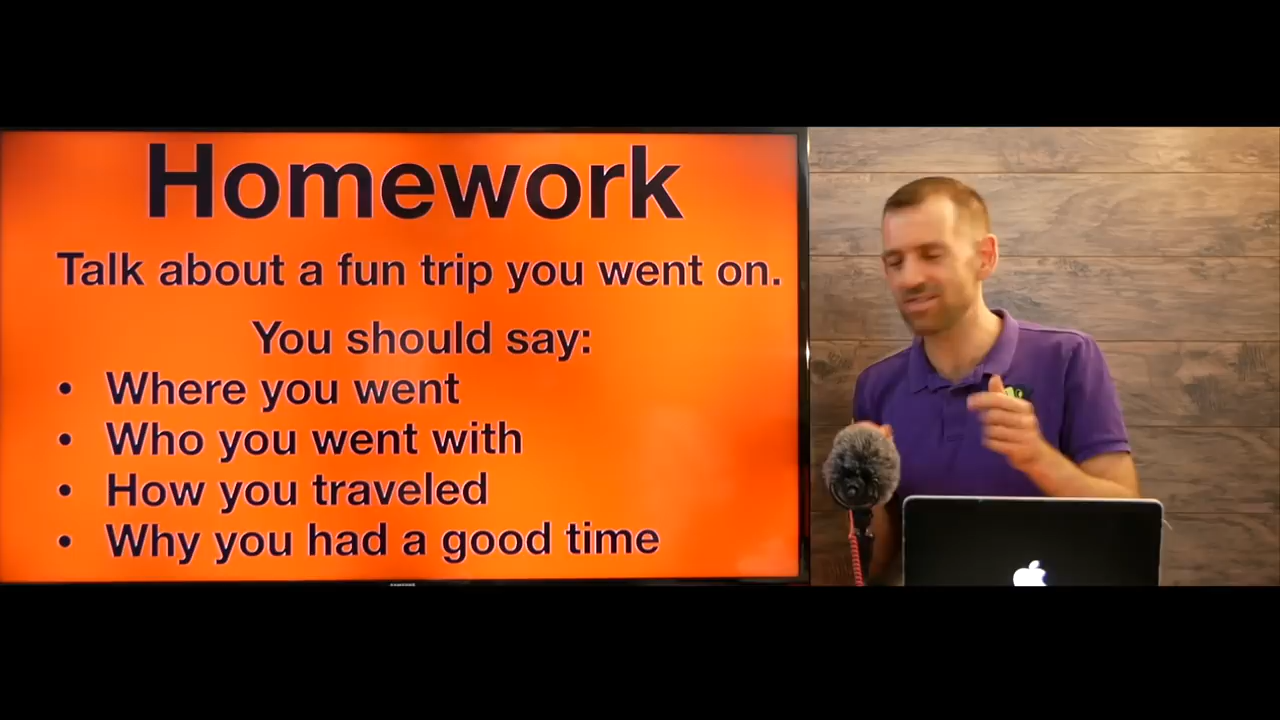 Homework
Talk about a fun trip you went on.
You should say:
• Where you went
• Who you went with
• How you traveled
• Why you had a good time
SAMSUNG